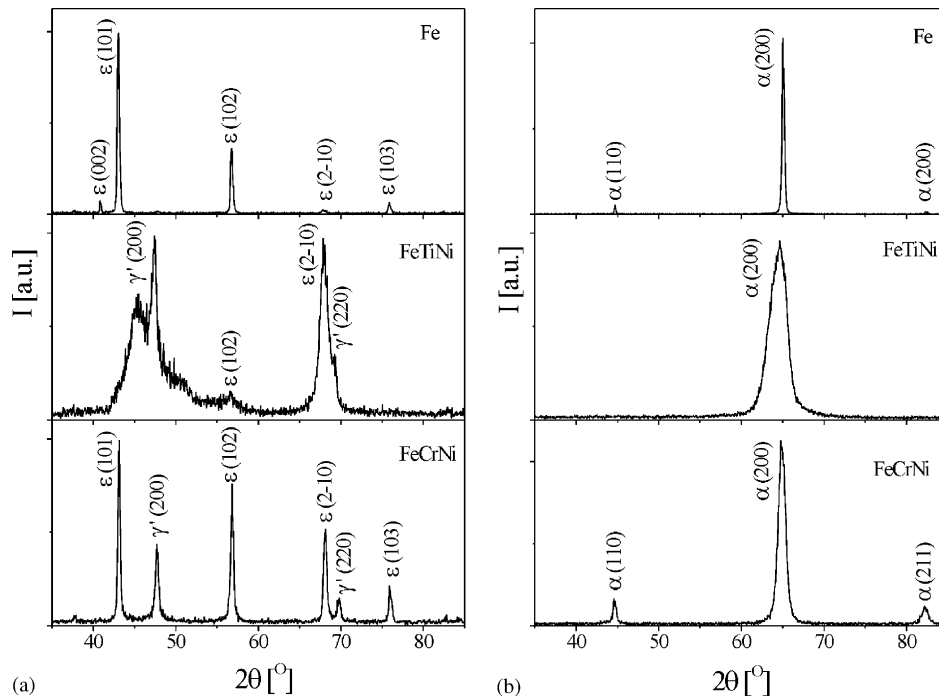 Fe
ε (101)
ε (002)
ε (102)
ε (2-10)
ε (103)
FeTiNi
γ' (200)
ε (102)
ε (2-10)
γ' (220)
FeCrNi
ε (101)
γ' (200)
ε (102)
ε (2-10)
γ' (220)
ε (103)
I [a.u.]
40 50 60 70 80
2θ [O]
(a)
Fe
α (110)
α (200)
α (200)
FeTiNi
α (200)
FeCrNi
α (110)
α (200)
α (211)
I [a.u.]
40 50 60 70 80
2θ [O]
(b)